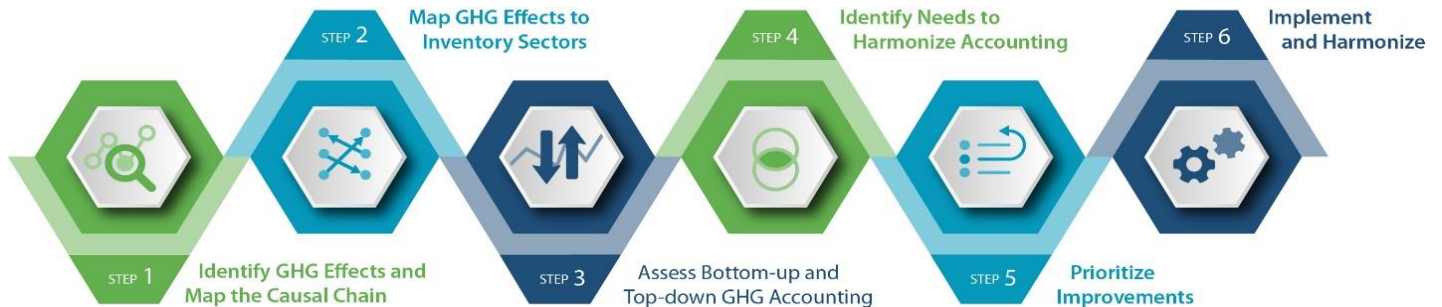 STEP 1
Identify GHG Effects and
Map the Causal Chain
STEP 2
Map GHG Effects to
Inventory Sectors
STEP 3
Assess Bottom-up and
Top-down GHG Accounting
STEP 4
Identify Needs to
Harmonize Accounting
STEP 5
Prioritize
Improvements
STEP 6
Implement
and Harmonize